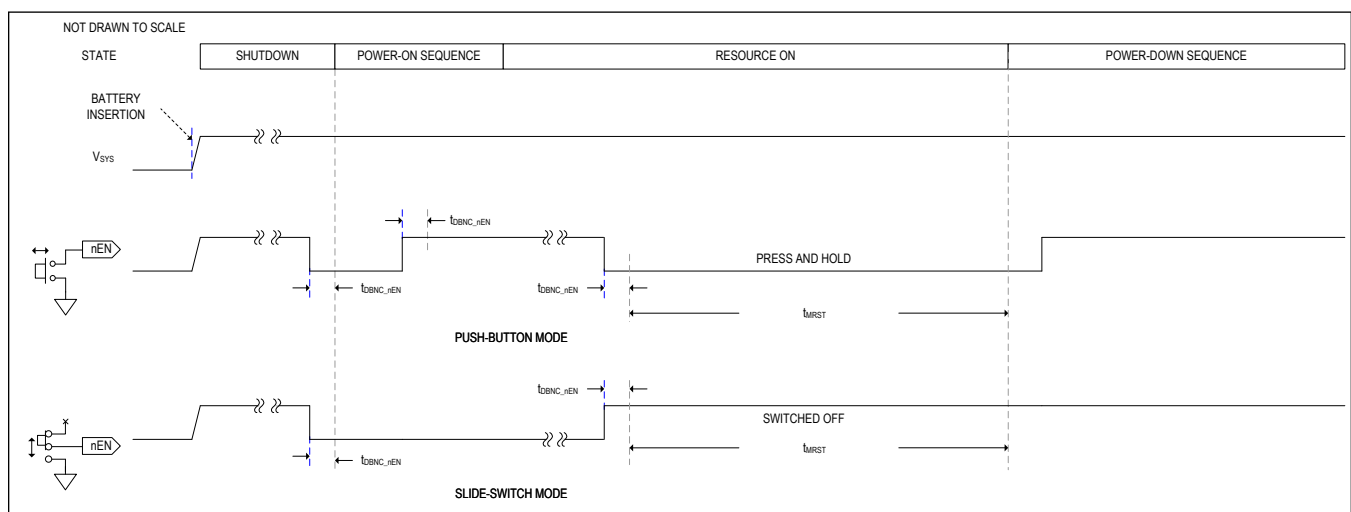 NOT DRAWN TO SCALE
STATE
SHUTDOWN
POWER-ON SEQUENCE
RESOURCE ON
POWER-DOWN SEQUENCE
BATTERY
INSERTION
VSYS
tDBNC_nEN
nEN
PRESS AND HOLD
tDBNC_nEN
tDBNC_nEN
tMRST
PUSH-BUTTON MODE
tDBNC_nEN
SWITCHED OFF
nEN
tMRST
tDBNC_nEN
SLIDE-SWITCH MODE